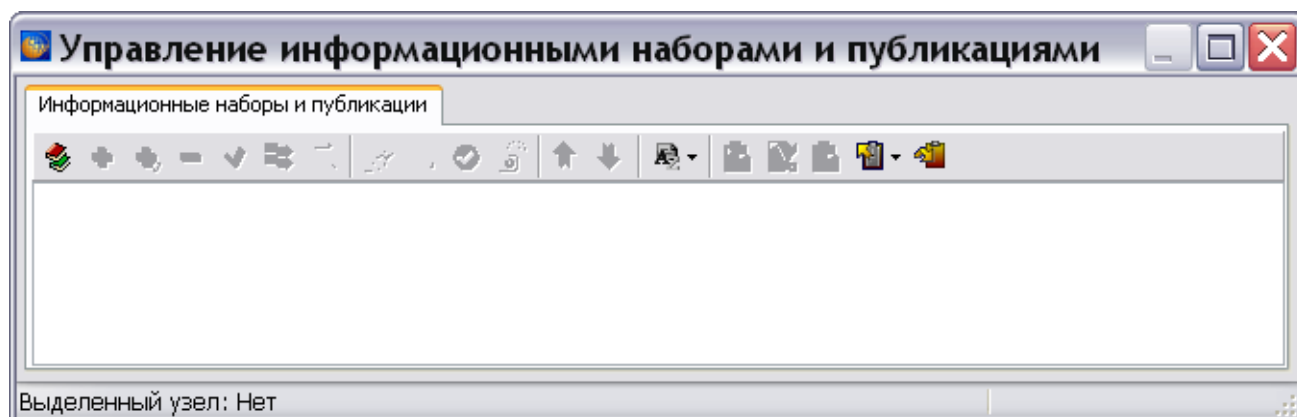 Управление информационными наборами и публикациями
Информационные наборы и публикации
Выделенный узел: Нет